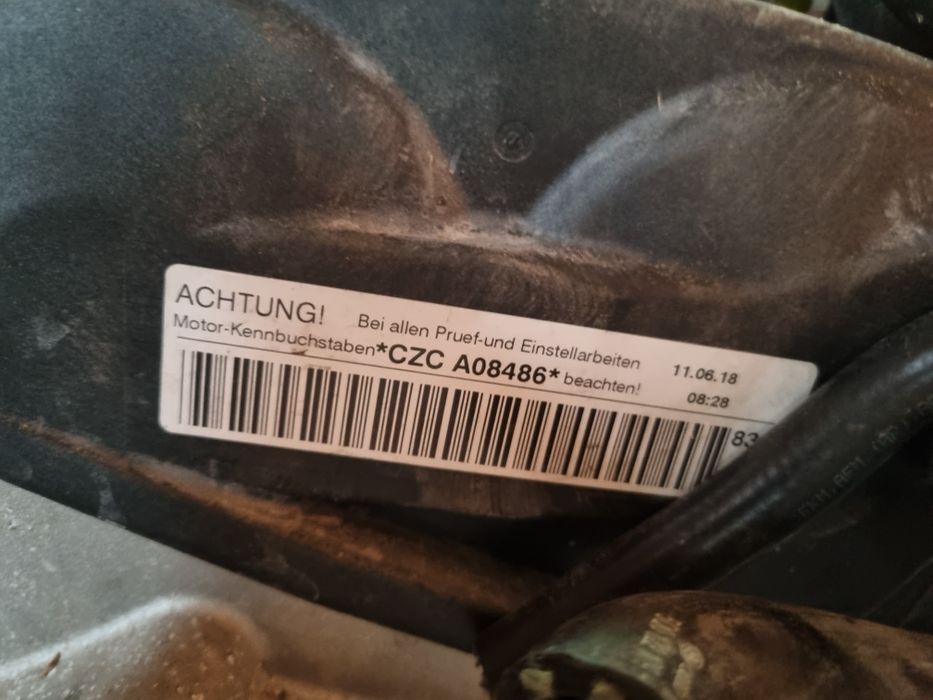 ACHTUNG! Bei allen Pruef-und Einstellarbeiten 11.06.18
Motor-Kennbuchstaben*CZC A08486* beachten! 08:28
83